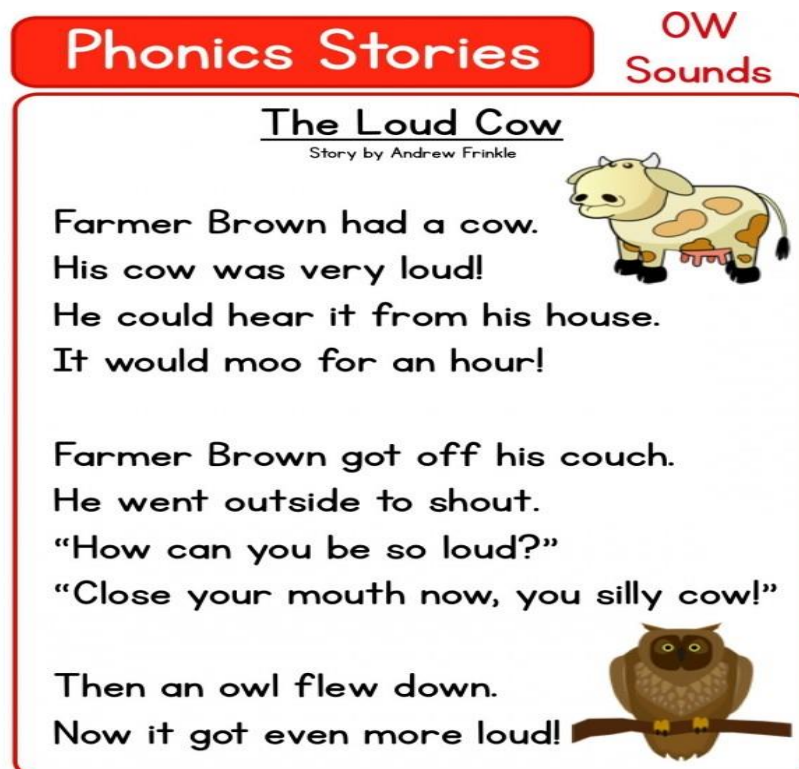 Phonics Stories
OW
Sounds
The Loud Cow
Story by Andrew Frinkle
Farmer Brown had a cow.
His cow was very loud!
He could hear it from his house.
It would moo for an hour!
Farmer Brown got off his couch.
He went outside to shout.
“How can you be so loud?”
“Close your mouth now, you silly cow!”
Then an owl flew down.
Now it got even more loud!